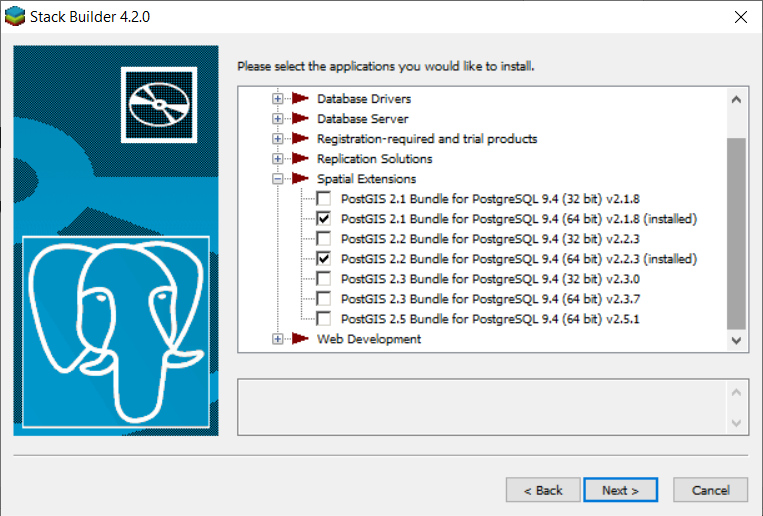 Stack Builder 4.2.0
Please select the applications you would like to install.
Database Drivers
Database Server
Registration-required and trial products
Replication Solutions
Spatial Extensions
PostGIS 2.1 Bundle for PostgreSQL 9.4 (32 bit) v2.1.8
PostGIS 2.1 Bundle for PostgreSQL 9.4 (64 bit) v2.1.8 (installed)
PostGIS 2.2 Bundle for PostgreSQL 9.4 (32 bit) v2.2.3
PostGIS 2.2 Bundle for PostgreSQL 9.4 (64 bit) v2.2.3 (installed)
PostGIS 2.3 Bundle for PostgreSQL 9.4 (32 bit) v2.3.0
PostGIS 2.3 Bundle for PostgreSQL 9.4 (64 bit) v2.3.7
PostGIS 2.5 Bundle for PostgreSQL 9.4 (64 bit) v2.5.1
Web Development
< Back Next > Cancel